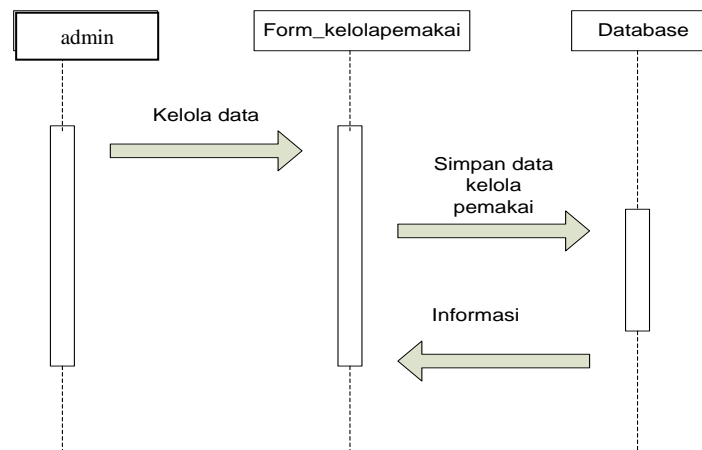 admin
Form_kelolapemakai
Database
Kelola data
Simpan data
kelola
pemakai
Informasi